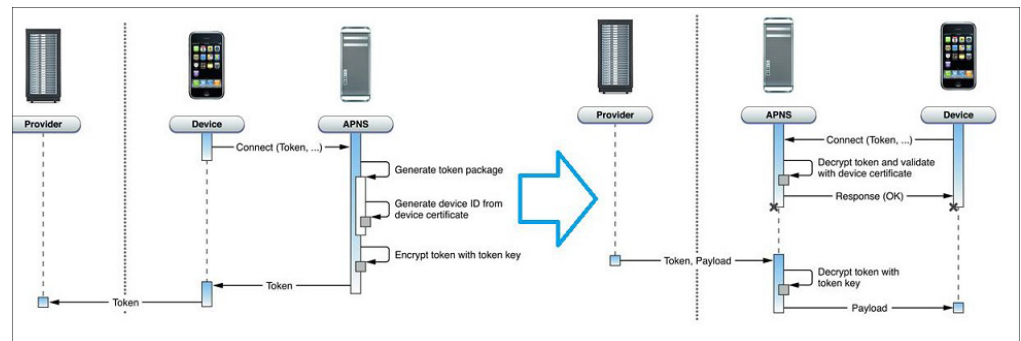 Provider
Device
APNS
Connect (Token, ...)
Generate token package
Generate device ID from
device certificate
Encrypt token with token key
Token
Token
Provider
APNS
Device
Connect (Token, ...)
Decrypt token and validate
with device certificate
Response (OK)
Token, Payload
Decrypt token with
token key
Payload